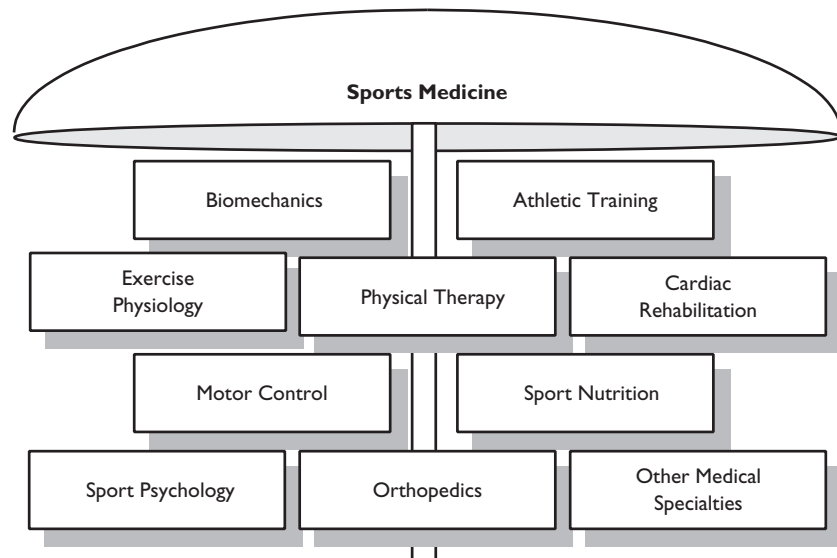 Sports Medicine
Biomechanics
Athletic Training
Exercise
Physiology
Physical Therapy
Cardiac
Rehabilitation
Motor Control
Sport Nutrition
Sport Psychology
Orthopedics
Other Medical
Specialties